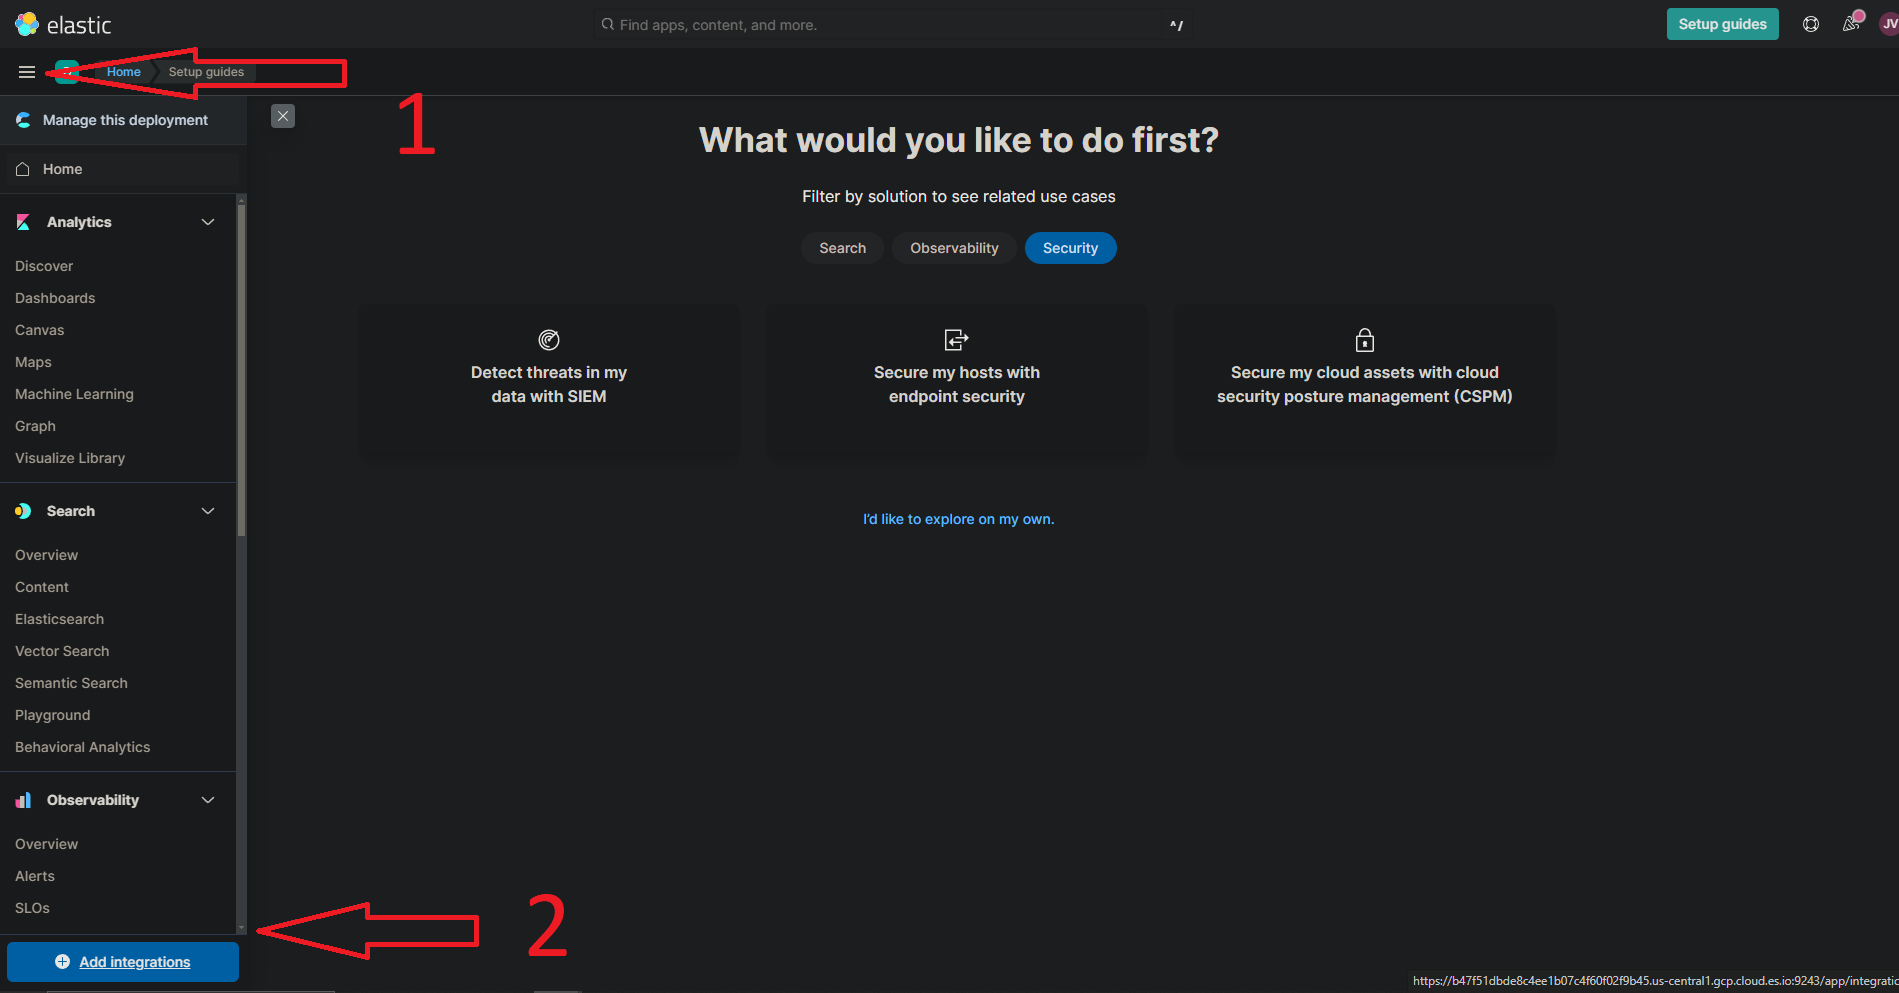 elastic
Find apps, content, and more.
^/
Setup guides
JV
Home
Setup guides
1
Manage this deployment
Home
Analytics
Discover
Dashboards
Canvas
Maps
Machine Learning
Graph
Visualize Library
Search
Overview
Content
Elasticsearch
Vector Search
Semantic Search
Playground
Behavioral Analytics
Observability
Overview
Alerts
SLOs
Add integrations
What would you like to do first?
Filter by solution to see related use cases
Search
Observability
Security
Detect threats in my
data with SIEM
Secure my hosts with
endpoint security
Secure my cloud assets with cloud
security posture management (CSPM)
I'd like to explore on my own.
2
https://b47f51dbde8c4ee1b07c4f60f02f9b45.us-central1.gcp.cloud.es.io:9243/app/integratic